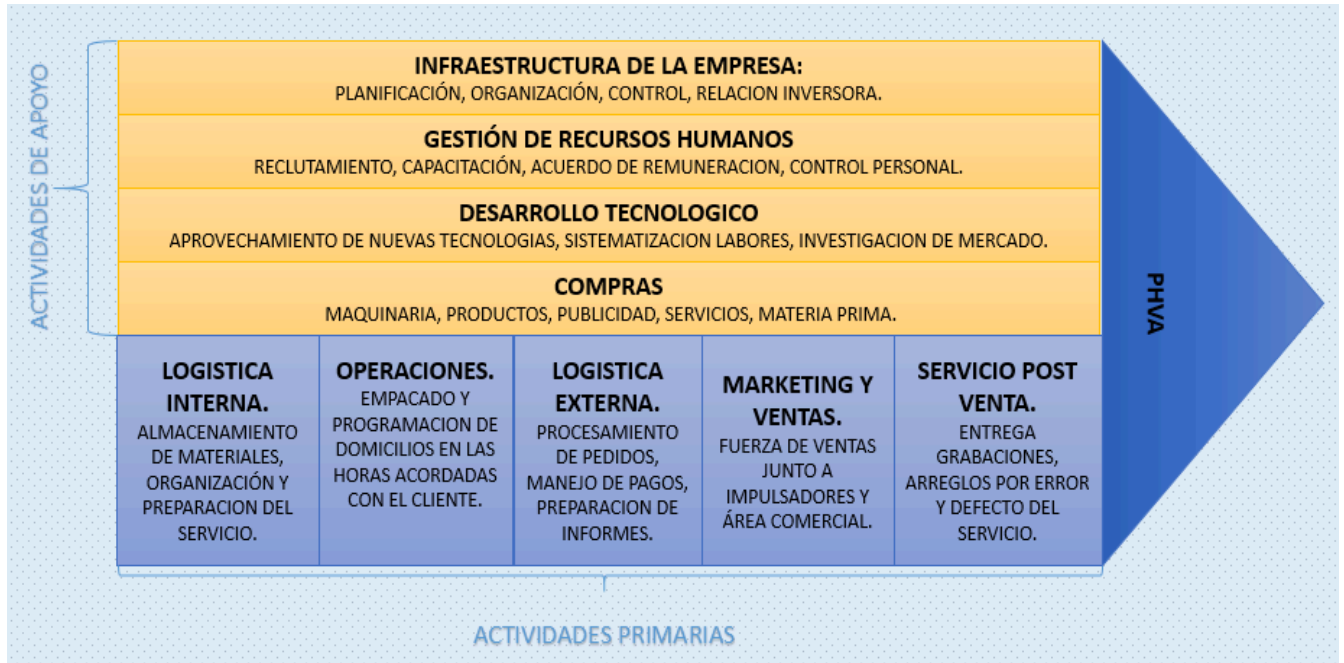 ACTIVIDADES DE APOYO
INFRAESTRUCTURA DE LA EMPRESA:
PLANIFICACIÓN, ORGANIZACIÓN, CONTROL, RELACION INVERSORA.
GESTIÓN DE RECURSOS HUMANOS
RECLUTAMIENTO, CAPACITACIÓN, ACUERDO DE REMUNERACION, CONTROL PERSONAL.
DESARROLLO TECNOLOGICO
APROVECHAMIENTO DE NUEVAS TECNOLOGIAS, SISTEMATIZACION LABORES, INVESTIGACION DE MERCADO.
COMPRAS
MAQUINARIA, PRODUCTOS, PUBLICIDAD, SERVICIOS, MATERIA PRIMA.
LOGISTICA
INTERNA.
ALMACENAMIENTO
DE MATERIALES,
ORGANIZACIÓN Y
PREPARACION DEL
SERVICIO.
OPERACIONES.
EMPACADO Y
PROGRAMACION DE
DOMICILIOS EN LAS
HORAS ACORDADAS
CON EL CLIENTE.
LOGISTICA
EXTERNA.
PROCESAMIENTO
DE PEDIDOS,
MANEJO DE PAGOS,
PREPARACION DE
INFORMES.
MARKETING Y
VENTAS.
FUERZA DE VENTAS
JUNTO A
IMPULSADORES Y
ÁREA COMERCIAL.
SERVICIO POST
VENTA.
ENTREGA
GRABACIONES,
ARREGLOS POR ERROR
Y DEFECTO DEL
SERVICIO.
PHVA
ACTIVIDADES PRIMARIAS